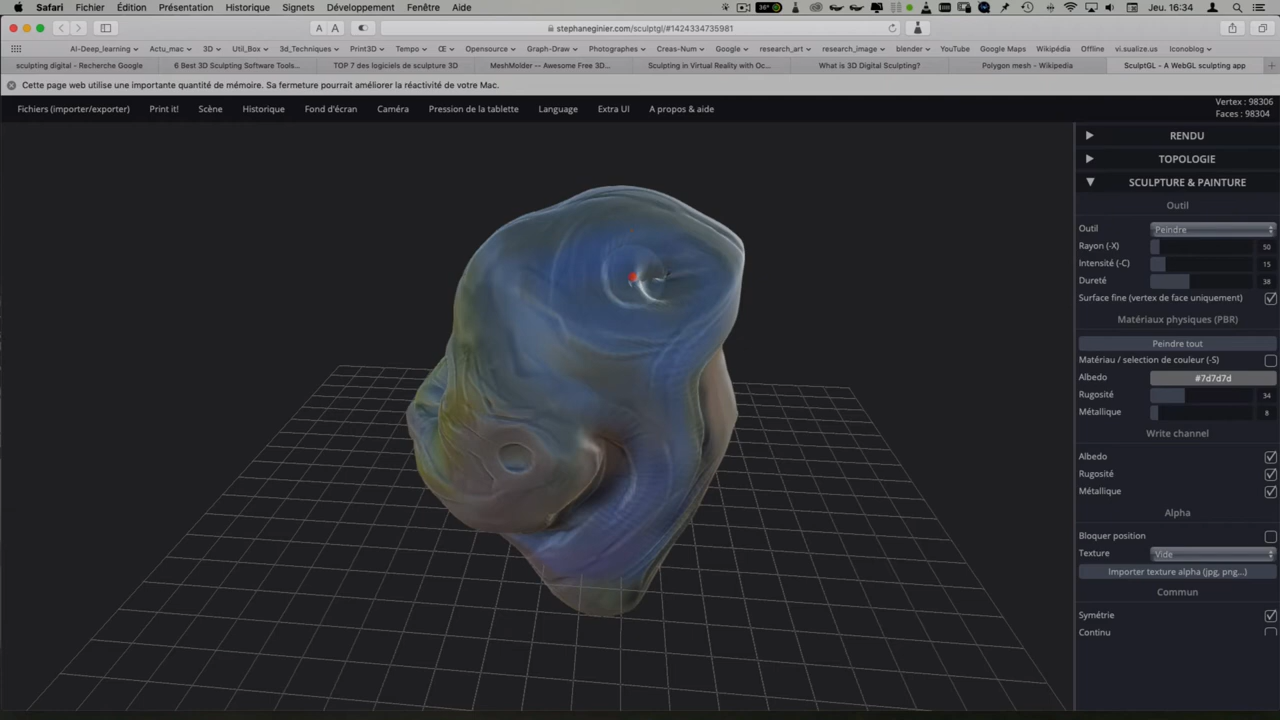 Safari Fichier Édition Présentation Historique Signets Développement Fenêtre Aide 36° Jeu. 16:34
A A stephaneginier.com/sculptgl/#1424334735981
AI-Deep_learning Actu_mac 3D Util_Box 3d_Techniques Print3D Tempo Œ Opensource Graph-Draw Photographes Creas-Num Google research_art research_image blender YouTube Google Maps Wikipédia Offline vi.sualize.us Iconoblog
sculpting digital - Recherche Google 6 Best 3D Sculpting Software Tools... TOP 7 des logiciels de sculpture 3D MeshMolder -- Awesome Free 3D... Sculpting in Virtual Reality with Oc... What is 3D Digital Sculpting? Polygon mesh - Wikipedia SculptGL - A WebGL sculpting app
Cette page web utilise une importante quantité de mémoire. Sa fermeture pourrait améliorer la réactivité de votre Mac.
Fichiers (importer/exporter) Print it! Scène Historique Fond d'écran Caméra Pression de la tablette Language Extra UI A propos & aide
Vertex : 98306
Faces : 98304
RENDU
TOPOLOGIE
SCULPTURE & PAINTURE
Outil
Outil Peindre
Rayon (-X) 50
Intensité (-C) 15
Dureté 38
Surface fine (vertex de face uniquement)
Matériaux physiques (PBR)
Peindre tout
Matériau / selection de couleur (-S)
Albedo #7d7d7d
Rugosité 34
Métallique 8
Write channel
Albedo
Rugosité
Métallique
Alpha
Bloquer position
Texture Vide
Importer texture alpha (jpg, png...)
Commun
Symétrie
Continu